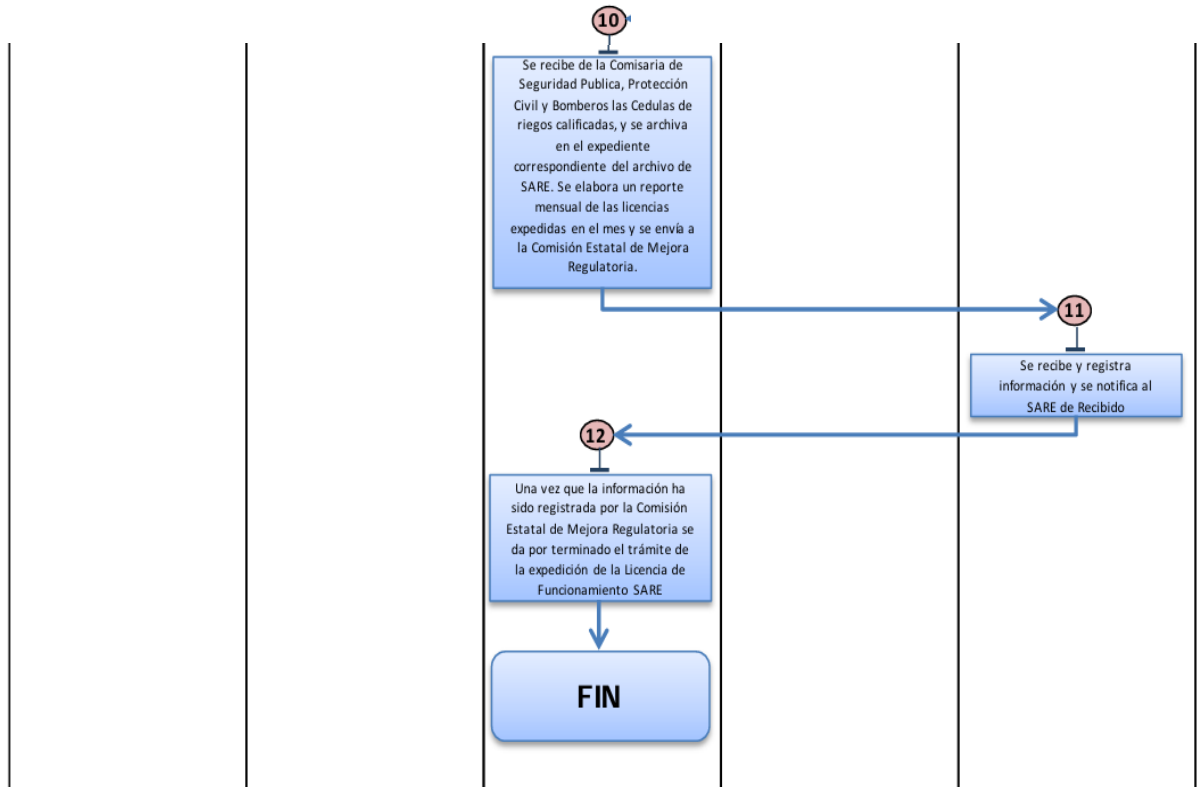 10
Se recibe de la Comisaria de
Seguridad Publica, Protección
Civil y Bomberos las Cedulas de
riegos calificadas, y se archiva
en el expediente
correspondiente del archivo de
SARE. Se elabora un reporte
mensual de las licencias
expedidas en el mes y se envía a
la Comisión Estatal de Mejora
Regulatoria.
11
Se recibe y registra
información y se notifica al
SARE de Recibido
12
Una vez que la información ha
sido registrada por la Comisión
Estatal de Mejora Regulatoria se
da por terminado el trámite de
la expedición de la Licencia de
Funcionamiento SARE
FIN